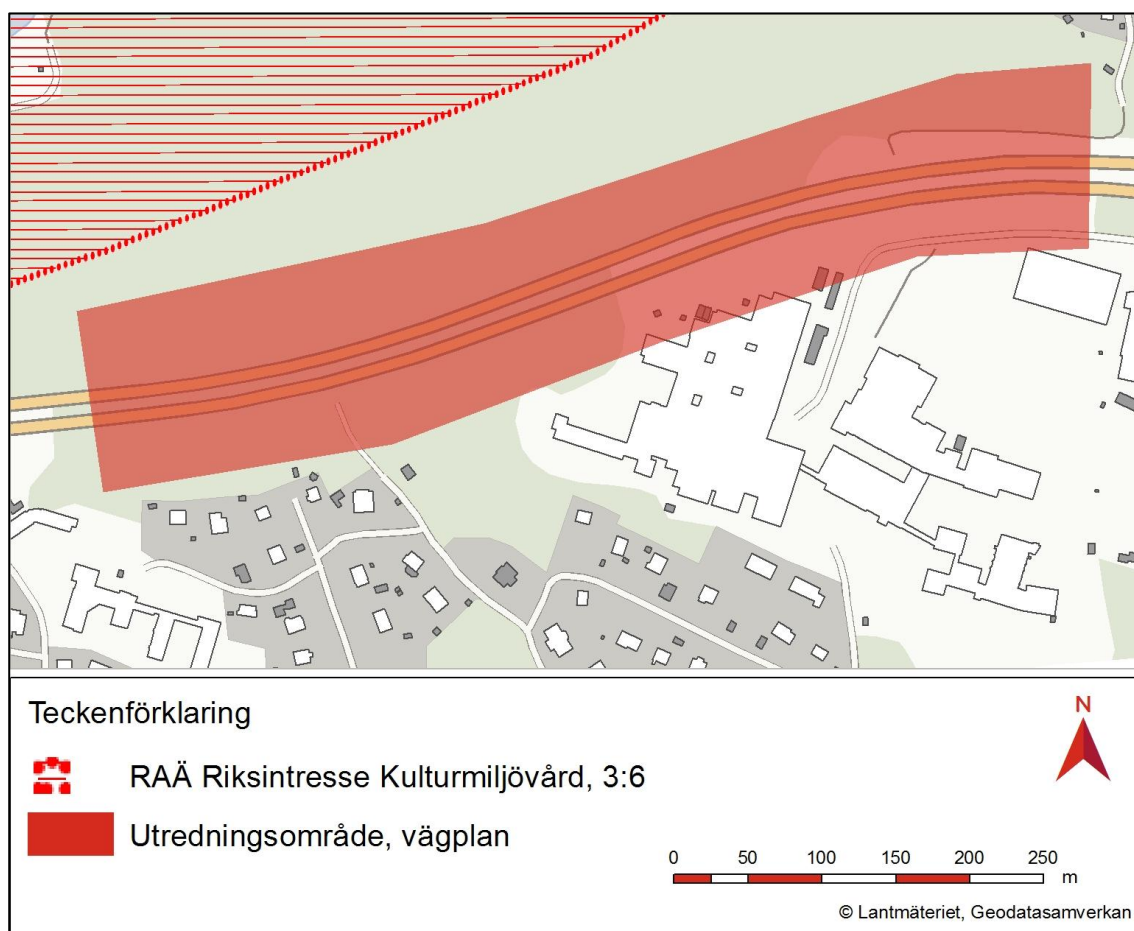 Teckenförklaring
N
RAÄ Riksintresse Kulturmiljövård, 3:6
Utredningsområde, vägplan
0 50 100 150 200 250
m
© Lantmäteriet, Geodatasamverkan